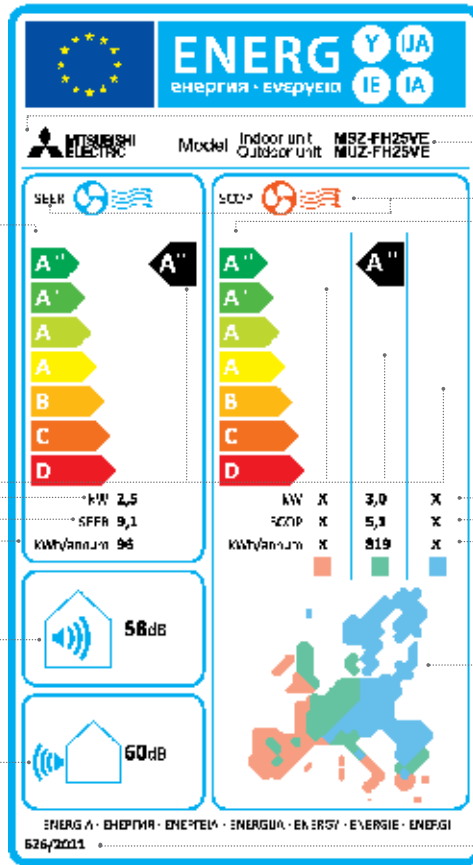 ENERG Y IJA
енергия · ενεργεια IE IA
MITSUBISHI ELECTRIC
Model Indoor unit MSZ-FH25VE
Outdoor unit MUZ-FH25VE
SEER
SCOP
A++ A++
A+
A
A
B
C
D
A++ A++
A+
A
A
B
C
D
kW 2,5
SEER 9,1
kWh/annum 96
kW X 3,0 X
SCOP X 5,1 X
kWh/annum X 819 X
58dB
60dB
ENERGIA · ЕНЕРГИЯ · ΕΝΕΡΓΕΙΑ · ENERGIJA · ENERGY · ENERGIE · ENERGI
626/2011